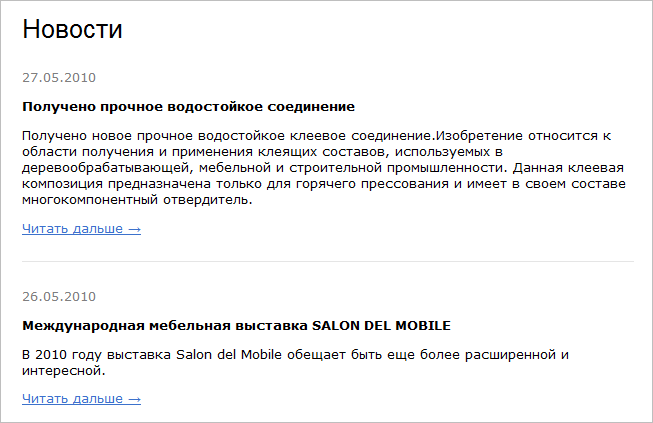 Новости
27.05.2010
Получено прочное водостойкое соединение
Получено новое прочное водостойкое клеевое соединение.Изобретение относится к
области получения и применения клеящих составов, используемых в
деревообрабатывающей, мебельной и строительной промышленности. Данная клеевая
композиция предназначена только для горячего прессования и имеет в своем составе
многокомпонентный отвердитель.
Читать дальше →
26.05.2010
Международная мебельная выставка SALON DEL MOBILE
В 2010 году выставка Salon del Mobile обещает быть еще более расширенной и
интересной.
Читать дальше →